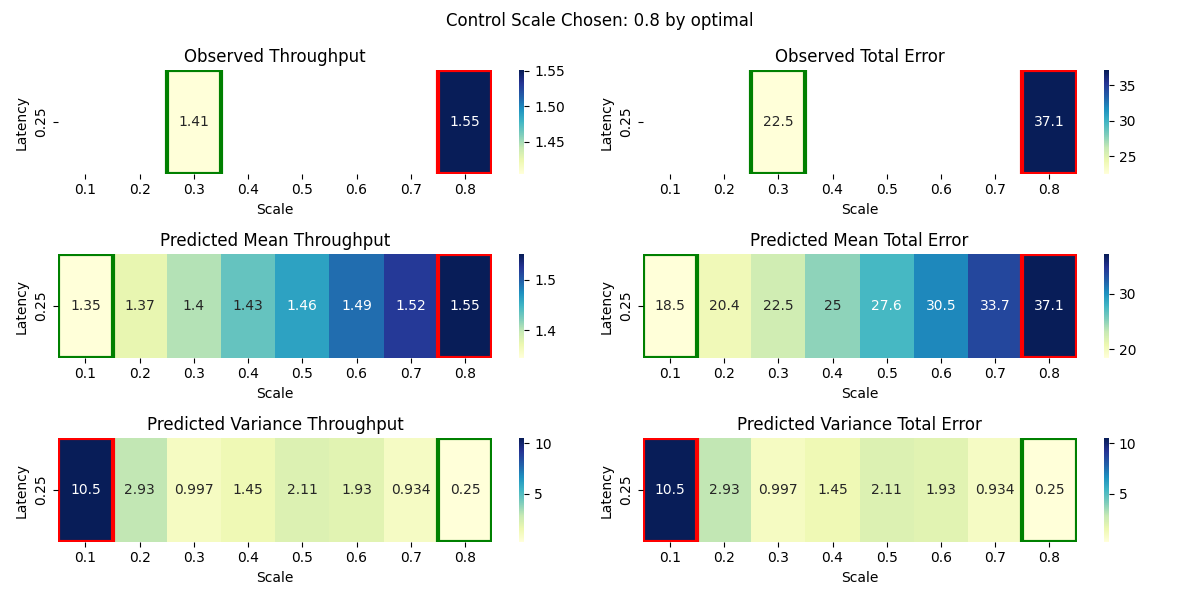 Control Scale Chosen: 0.8 by optimal
Observed Throughput
Latency
0.25
1.41
1.55
0.1 0.2 0.3 0.4 0.5 0.6 0.7 0.8
Scale
1.55
1.50
1.45
Observed Total Error
Latency
0.25
22.5
37.1
0.1 0.2 0.3 0.4 0.5 0.6 0.7 0.8
Scale
35
30
25
Predicted Mean Throughput
Latency
0.25
1.35 1.37 1.4 1.43 1.46 1.49 1.52 1.55
0.1 0.2 0.3 0.4 0.5 0.6 0.7 0.8
Scale
1.5
1.4
Predicted Mean Total Error
Latency
0.25
18.5 20.4 22.5 25 27.6 30.5 33.7 37.1
0.1 0.2 0.3 0.4 0.5 0.6 0.7 0.8
Scale
30
20
Predicted Variance Throughput
Latency
0.25
10.5 2.93 0.997 1.45 2.11 1.93 0.934 0.25
0.1 0.2 0.3 0.4 0.5 0.6 0.7 0.8
Scale
10
5
Predicted Variance Total Error
Latency
0.25
10.5 2.93 0.997 1.45 2.11 1.93 0.934 0.25
0.1 0.2 0.3 0.4 0.5 0.6 0.7 0.8
Scale
10
5